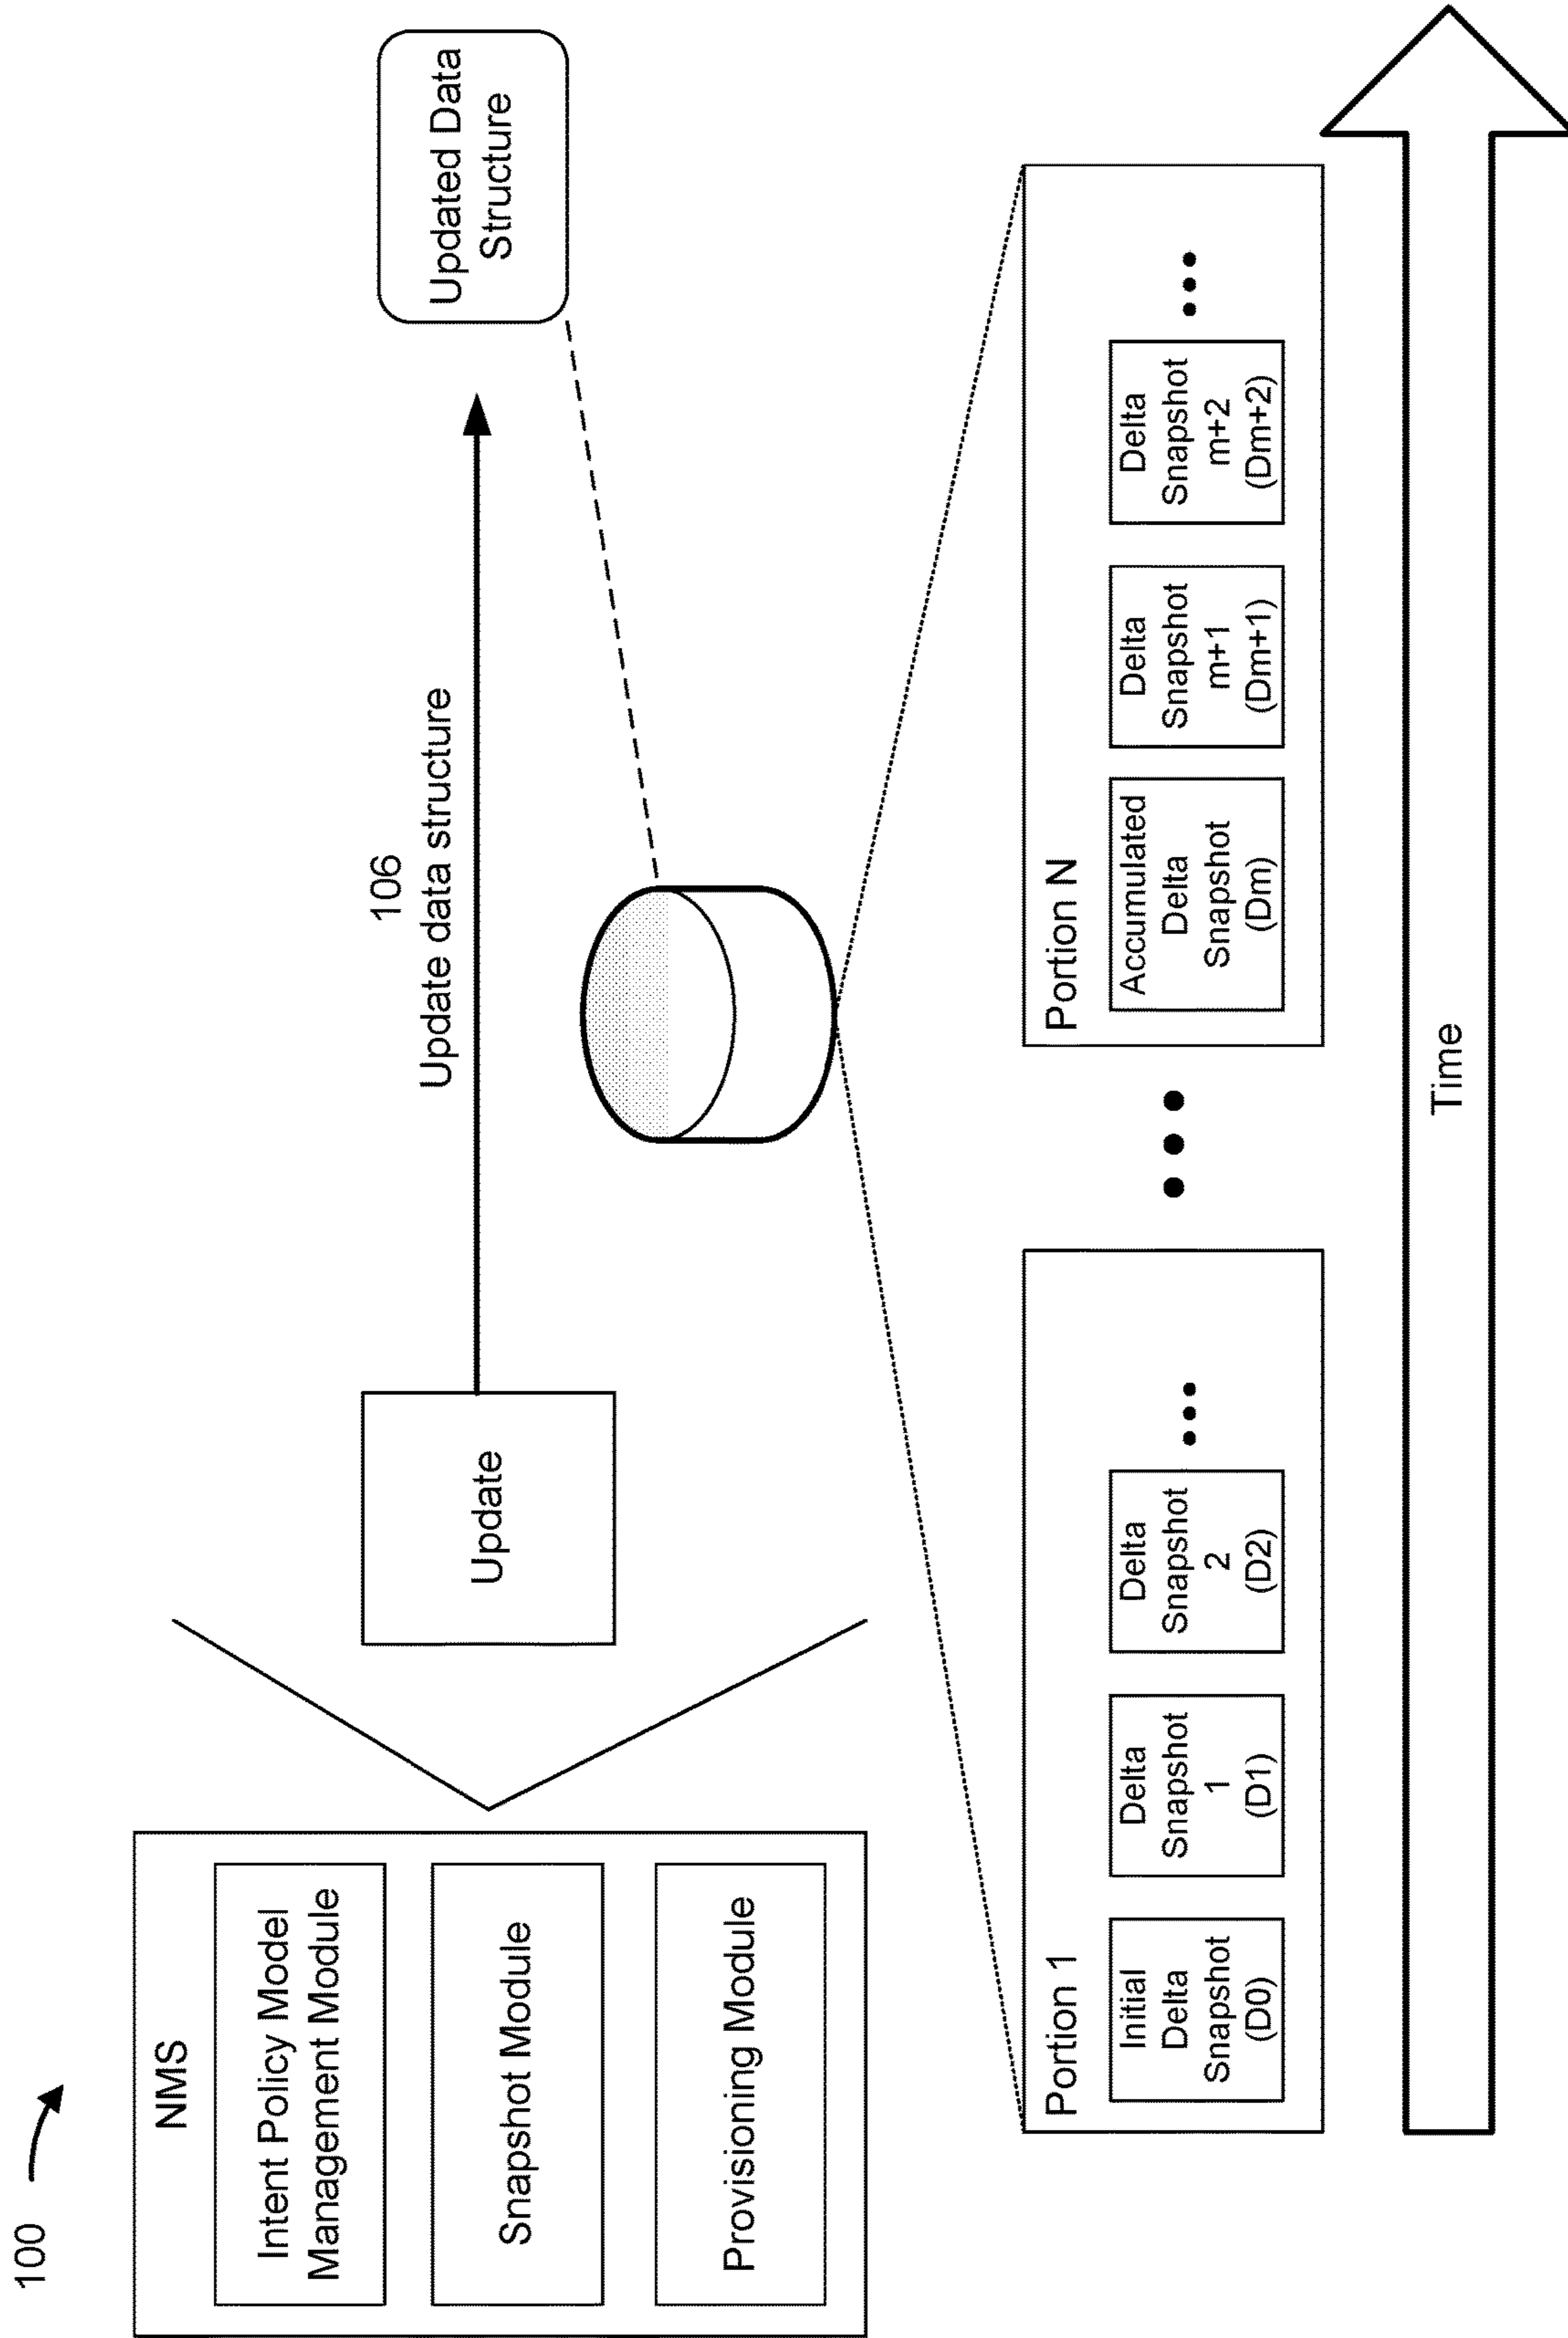 100
NMS
Intent Policy Model
Management Module
Snapshot Module
Provisioning Module
Update
106
Update data structure
Updated Data
Structure
Portion 1
Initial
Delta
Snapshot
(D0)
Delta
Snapshot
1
(D1)
Delta
Snapshot
2
(D2)
Portion N
Accumulated
Delta
Snapshot
(Dm)
Delta
Snapshot
m+1
(Dm+1)
Delta
Snapshot
m+2
(Dm+2)
Time